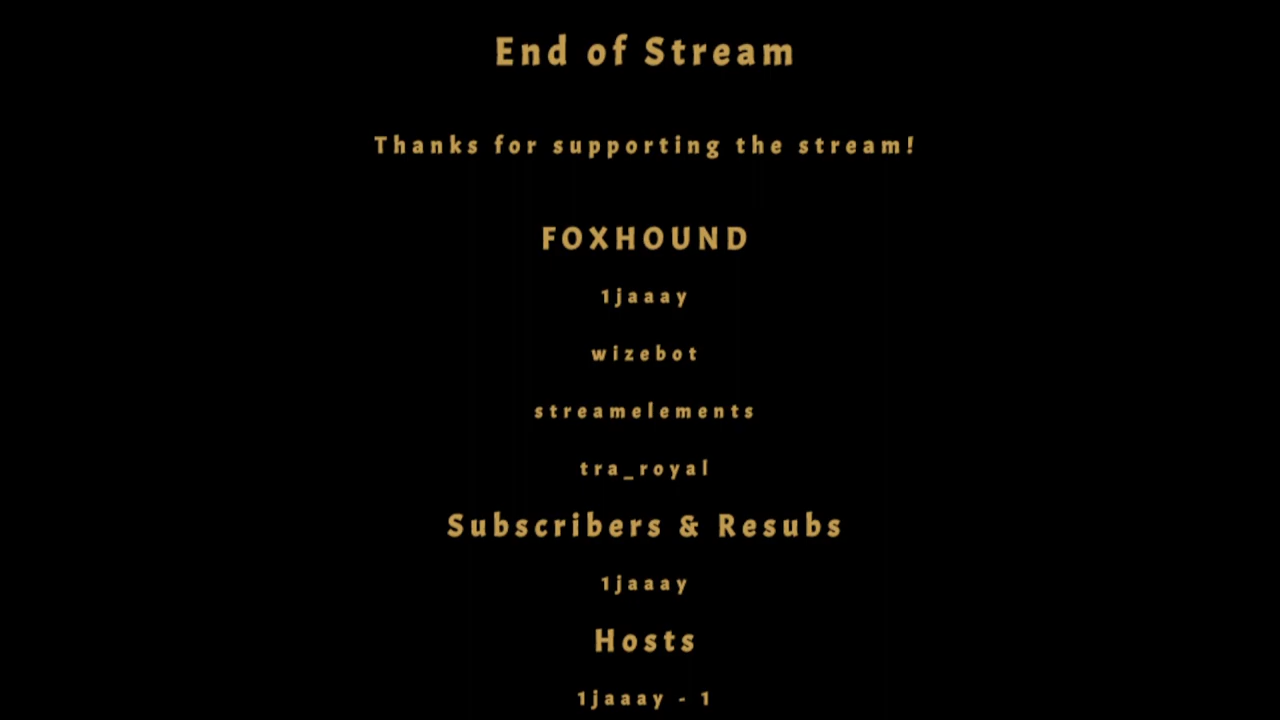 End of Stream
Thanks for supporting the stream!
FOXHOUND
1jaaay
wizebot
streamelements
tra_royal
Subscribers & Resubs
1jaaay
Hosts
1jaaay - 1